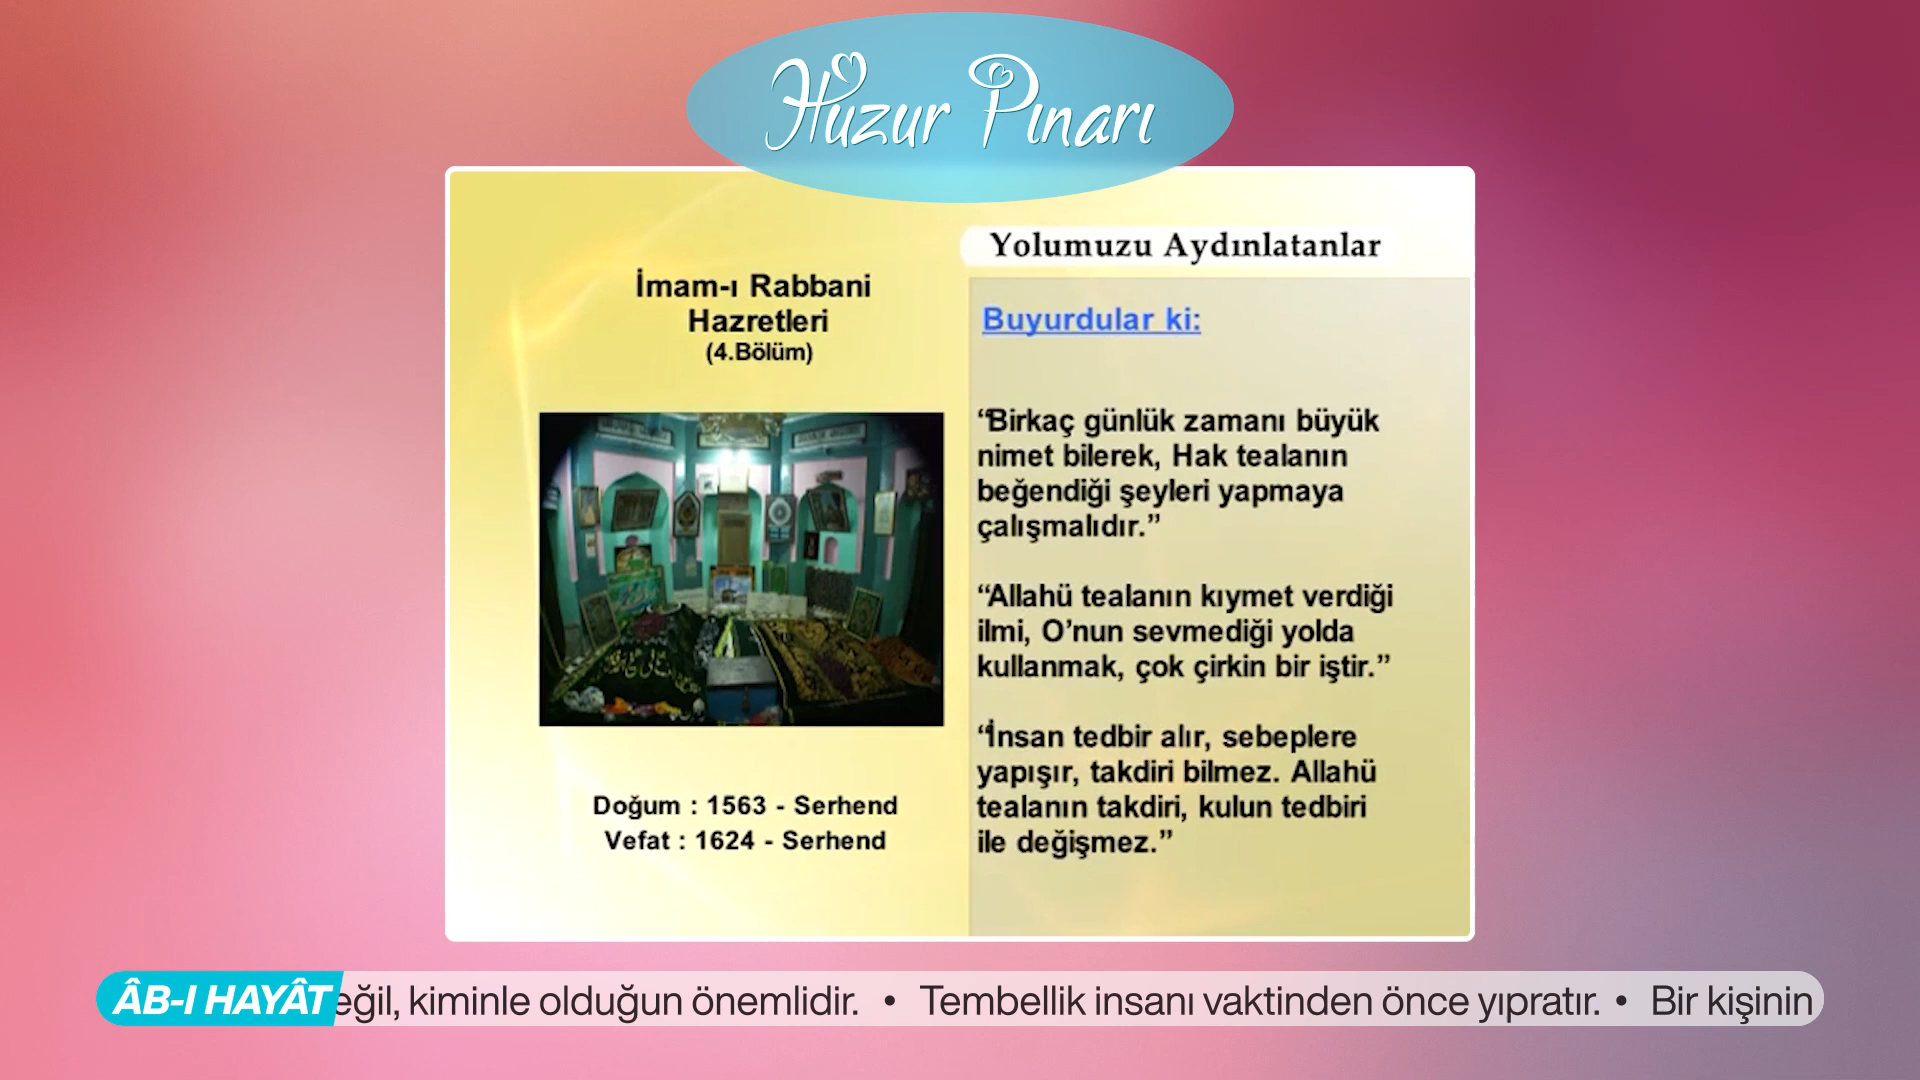 Huzur Pınarı
Yolumuzu Aydınlatanlar
İmam-ı Rabbani
Hazretleri
(4.Bölüm)
Doğum : 1563 - Serhend
Vefat : 1624 - Serhend
Buyurdular ki:
“Birkaç günlük zamanı büyük
nimet bilerek, Hak tealanın
beğendiği şeyleri yapmaya
çalışmalıdır.”
“Allahü tealanın kıymet verdiği
ilmi, O’nun sevmediği yolda
kullanmak, çok çirkin bir iştir.”
“İnsan tedbir alır, sebeplere
yapışır, takdiri bilmez. Allahü
tealanın takdiri, kulun tedbiri
ile değişmez.”
ÂB-I HAYÂT eğil, kiminle olduğun önemlidir. • Tembellik insanı vaktinden önce yıpratır. • Bir kişinin